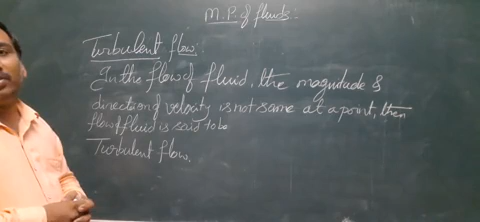 M.P. of fluids:-
Turbulent flow:
In the flow of fluid, the magnitude &
direction of velocity is not same at a point, then
flow of fluid is said to be
Turbulent flow.